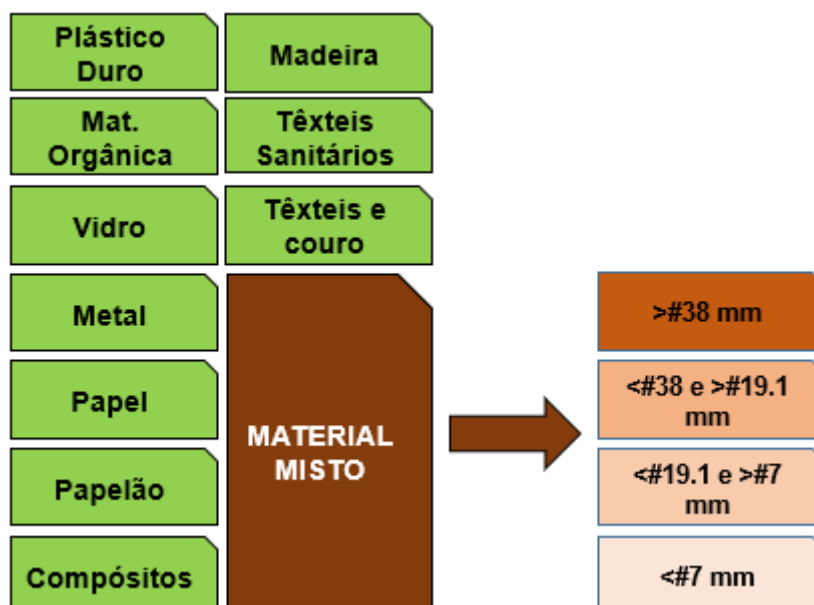 Plástico
Duro
Madeira
Mat.
Orgânica
Têxteis
Sanitários
Vidro
Têxteis e
couro
Metal
Papel
Papelão
Compósitos
MATERIAL
MISTO
>#38 mm
<#38 e >#19.1
mm
<#19.1 e >#7
mm
<#7 mm